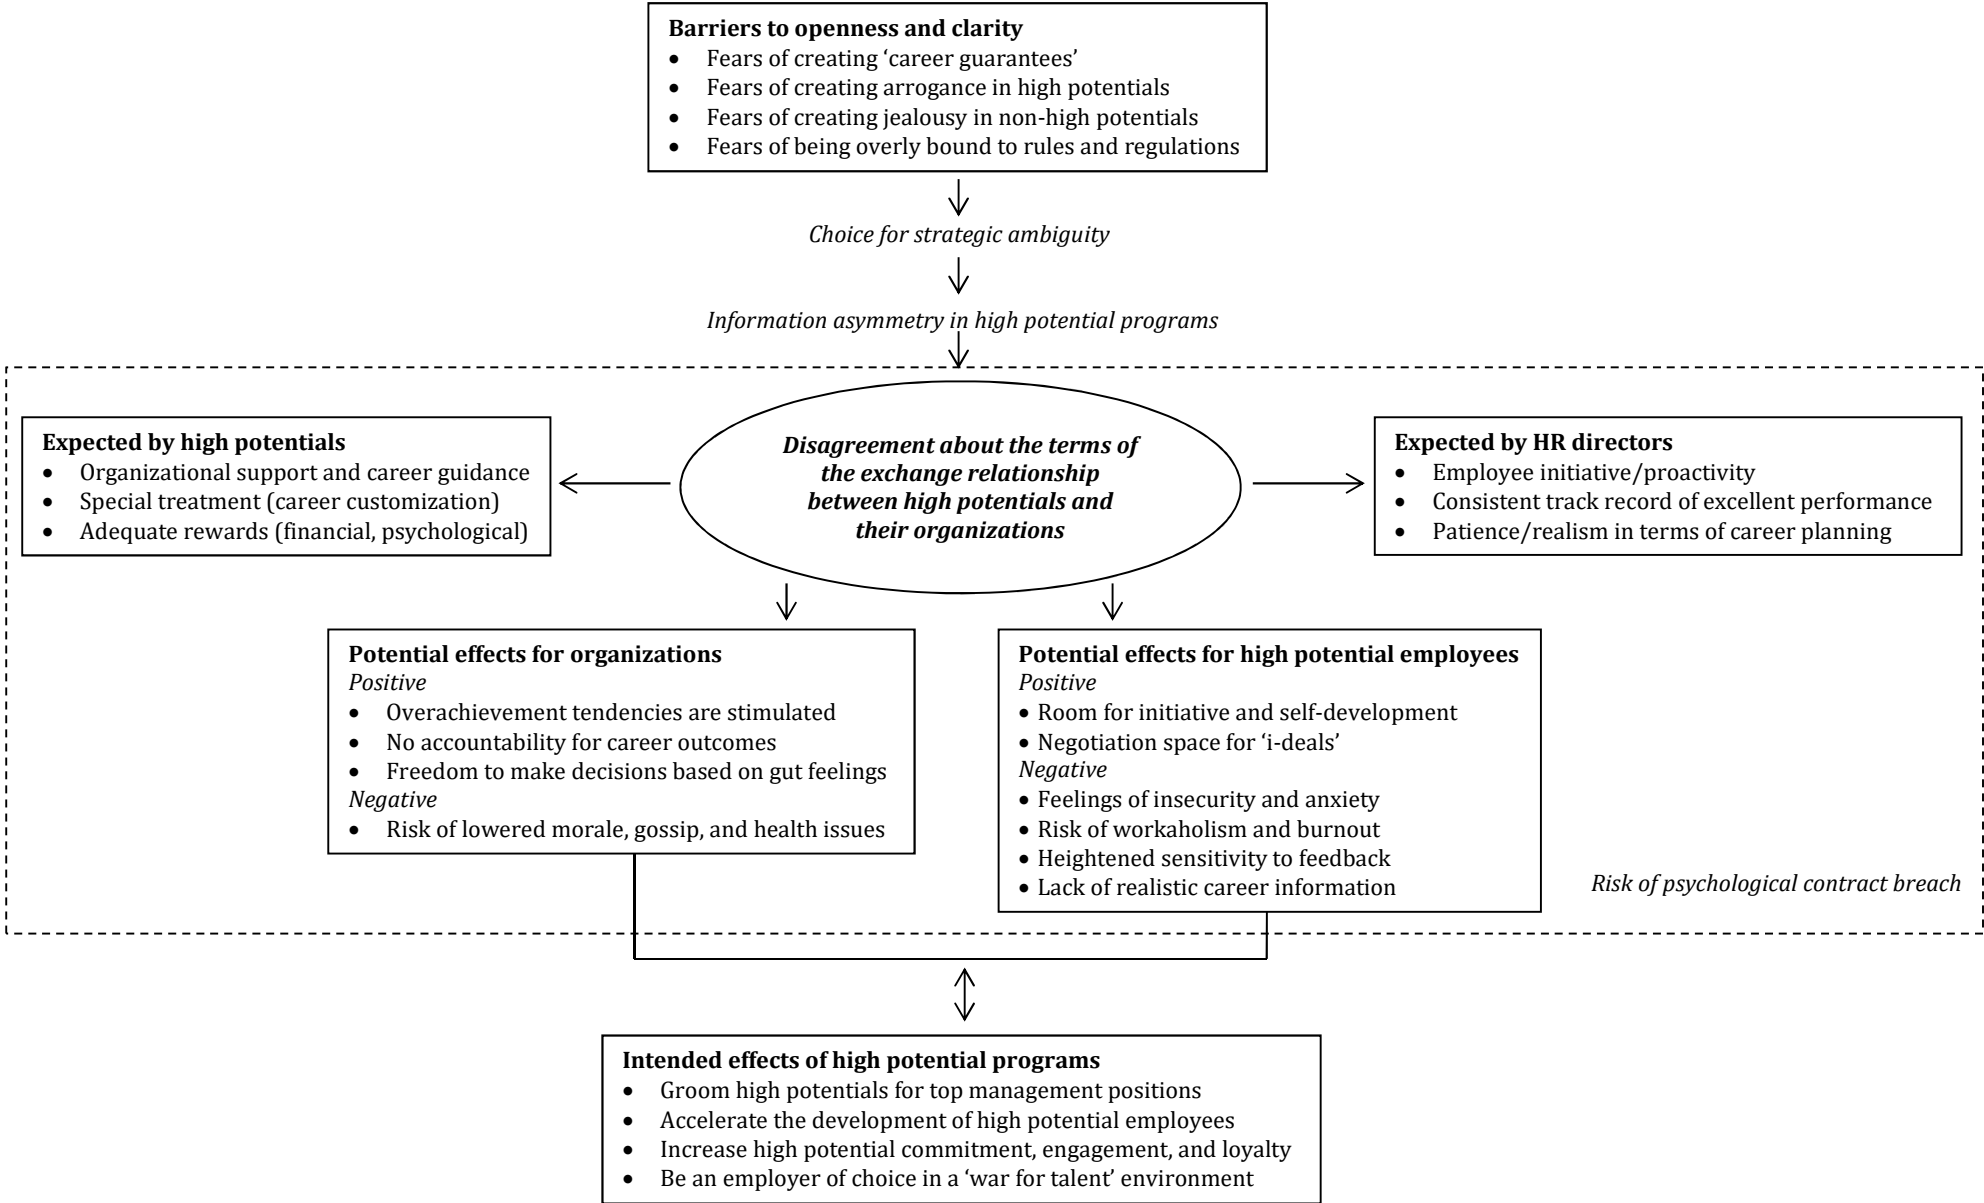 Barriers to openness and clarity
• Fears of creating ‘career guarantees’
• Fears of creating arrogance in high potentials
• Fears of creating jealousy in non-high potentials
• Fears of being overly bound to rules and regulations
Choice for strategic ambiguity
Information asymmetry in high potential programs
Expected by high potentials
• Organizational support and career guidance
• Special treatment (career customization)
• Adequate rewards (financial, psychological)
Disagreement about the terms of
the exchange relationship
between high potentials and
their organizations
Expected by HR directors
• Employee initiative/proactivity
• Consistent track record of excellent performance
• Patience/realism in terms of career planning
Potential effects for organizations
Positive
• Overachievement tendencies are stimulated
• No accountability for career outcomes
• Freedom to make decisions based on gut feelings
Negative
• Risk of lowered morale, gossip, and health issues
Potential effects for high potential employees
Positive
• Room for initiative and self-development
• Negotiation space for ‘i-deals’
Negative
• Feelings of insecurity and anxiety
• Risk of workaholism and burnout
• Heightened sensitivity to feedback
• Lack of realistic career information
Risk of psychological contract breach
Intended effects of high potential programs
• Groom high potentials for top management positions
• Accelerate the development of high potential employees
• Increase high potential commitment, engagement, and loyalty
• Be an employer of choice in a ‘war for talent’ environment